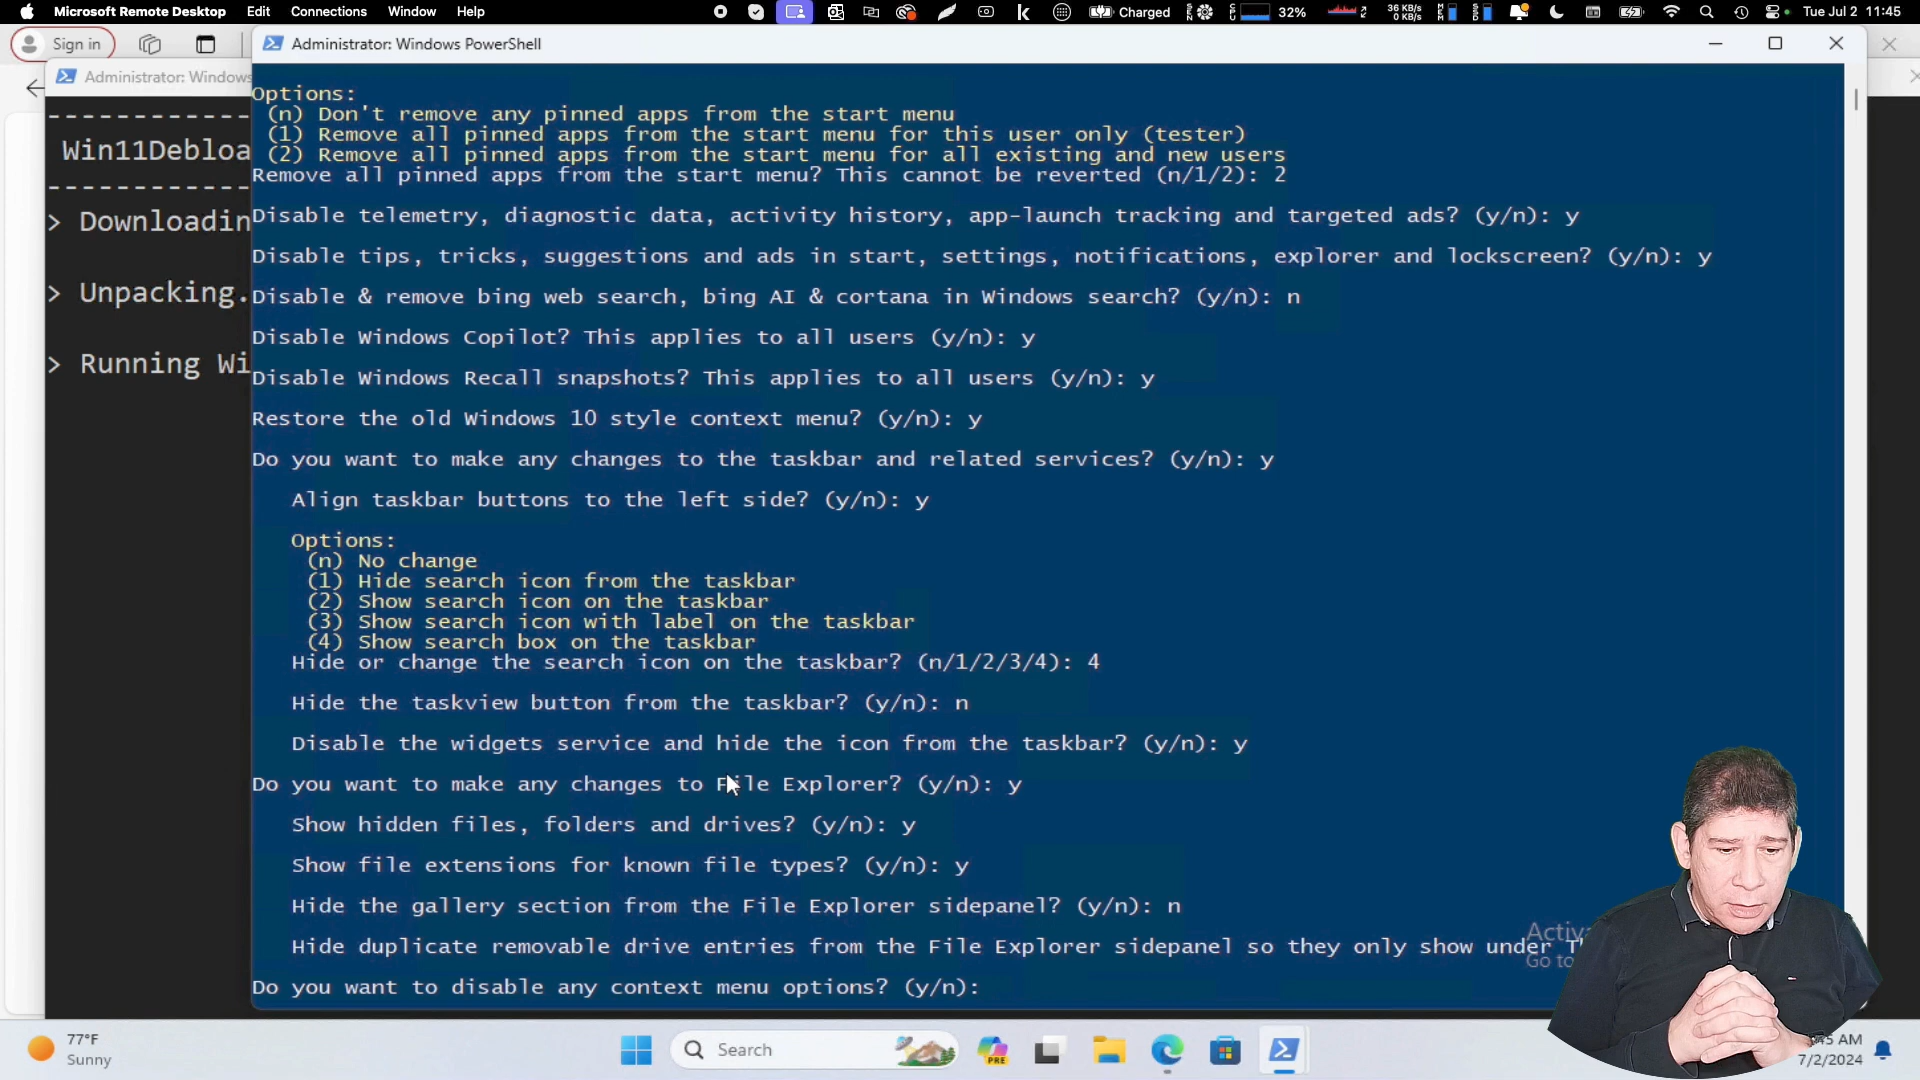 Microsoft Remote Desktop Edit Connections Window Help
Charged 32% 36 KB/s 0 KB/s Tue Jul 2 11:45
Sign in
Administrator: Windows PowerShell
Administrator: Windows
Win11Debloa
> Downloadin
> Unpacking.
> Running Wi
Options:
(n) Don't remove any pinned apps from the start menu
(1) Remove all pinned apps from the start menu for this user only (tester)
(2) Remove all pinned apps from the start menu for all existing and new users
Remove all pinned apps from the start menu? This cannot be reverted (n/1/2): 2
Disable telemetry, diagnostic data, activity history, app-launch tracking and targeted ads? (y/n): y
Disable tips, tricks, suggestions and ads in start, settings, notifications, explorer and lockscreen? (y/n): y
Disable & remove bing web search, bing AI & cortana in Windows search? (y/n): n
Disable Windows Copilot? This applies to all users (y/n): y
Disable Windows Recall snapshots? This applies to all users (y/n): y
Restore the old Windows 10 style context menu? (y/n): y
Do you want to make any changes to the taskbar and related services? (y/n): y
Align taskbar buttons to the left side? (y/n): y
Options:
(n) No change
(1) Hide search icon from the taskbar
(2) Show search icon on the taskbar
(3) Show search icon with label on the taskbar
(4) Show search box on the taskbar
Hide or change the search icon on the taskbar? (n/1/2/3/4): 4
Hide the taskview button from the taskbar? (y/n): n
Disable the widgets service and hide the icon from the taskbar? (y/n): y
Do you want to make any changes to File Explorer? (y/n): y
Show hidden files, folders and drives? (y/n): y
Show file extensions for known file types? (y/n): y
Hide the gallery section from the File Explorer sidepanel? (y/n): n
Hide duplicate removable drive entries from the File Explorer sidepanel so they only show under
Do you want to disable any context menu options? (y/n):
Activ
Go to
77°F
Sunny
Search
PRE
AM
7/2/2024